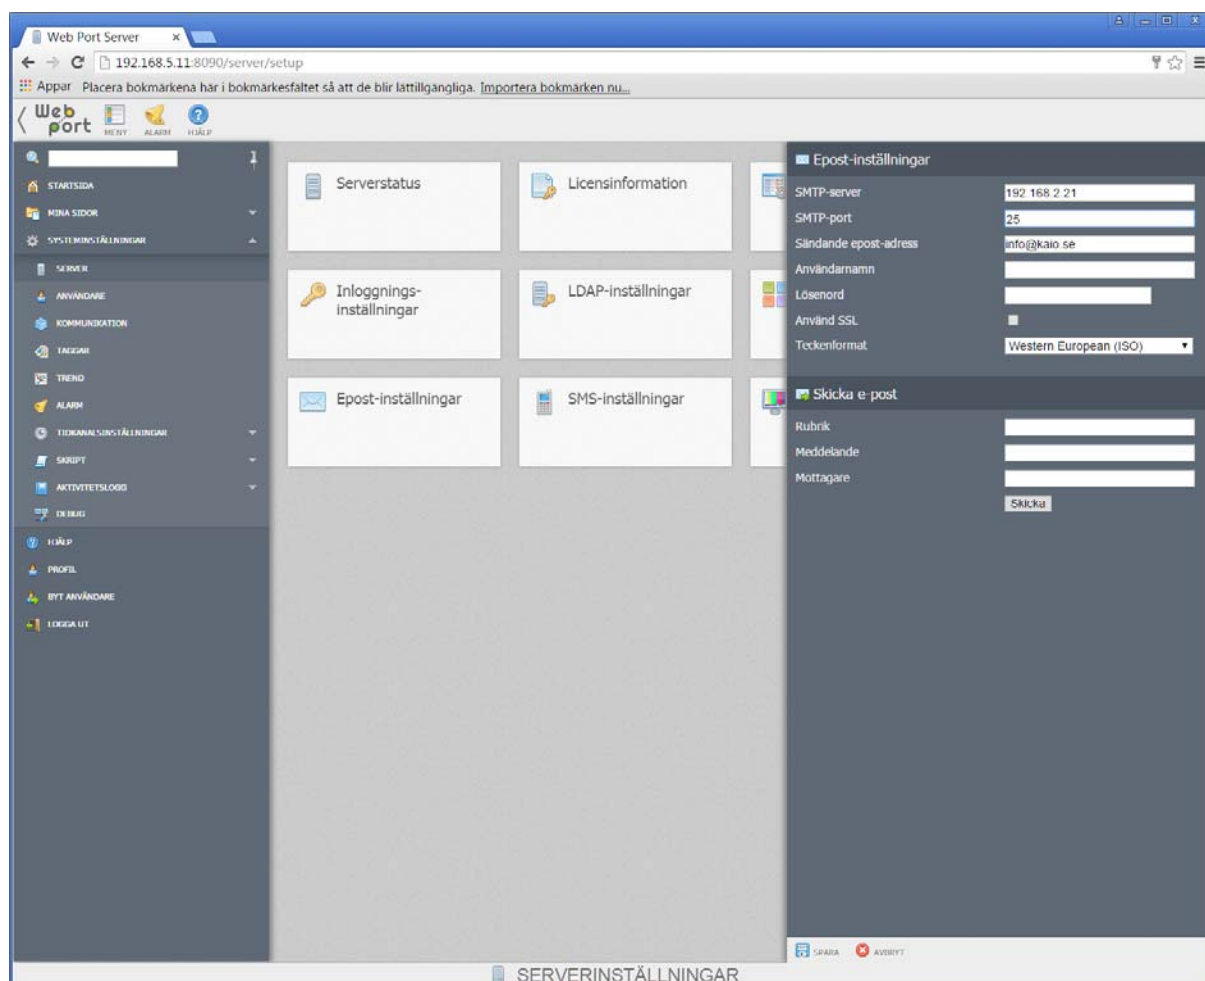 Web Port Server
192.168.5.11:8090/server/setup
Appar Placera bokmärkena här i bokmärkesfältet så att de blir lättillgängliga. Importera bokmärken nu...
Web port
MENY ALARM HJÄLP
STARTSIDA
MINA SIDOR
SYSTEMINSTÄLLNINGAR
SERVER
ANVÄNDARE
KOMMUNIKATION
TAGGAR
TREND
ALARM
TIDKANALSINSTÄLLNINGAR
SKRIPT
AKTIVITETSLOGG
DEBUG
HJÄLP
PROFIL
BYT ANVÄNDARE
LOGGA UT
Serverstatus
Licensinformation
Inloggnings-
inställningar
LDAP-inställningar
Epost-inställningar
SMS-inställningar
Epost-inställningar
SMTP-server 192.168.2.21
SMTP-port 25
Sändande epost-adress info@kaio.se
Användarnamn
Lösenord
Använd SSL
Teckenformat Western European (ISO)
Skicka e-post
Rubrik
Meddelande
Mottagare
Skicka
SPARA AVBRYT
SERVERINSTÄLLNINGAR